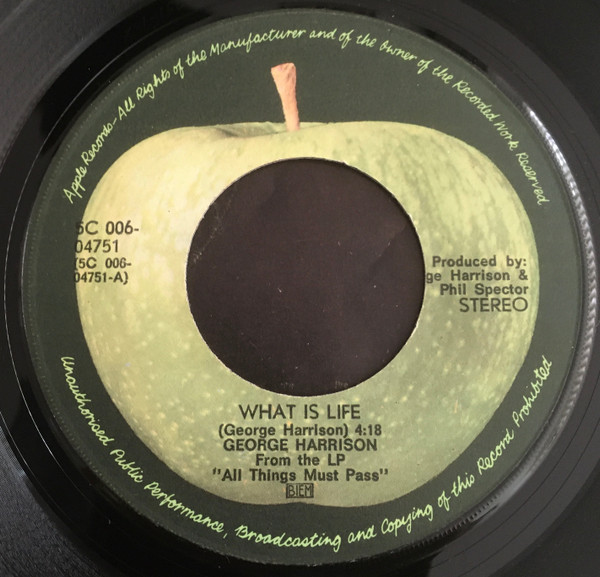 Apple Records-All Rights of the Manufacturer and of the Owner of the Recorded Work Reserved
5C 006-
04751
(5C 006-
04751-A)
Produced by:
ge Harrison &
Phil Spector
STEREO
WHAT IS LIFE
(George Harrison) 4:18
GEORGE HARRISON
From the LP
"All Things Must Pass"
BIEM
Unauthorised Public Performance, Broadcasting and Copying of this Record Prohibited